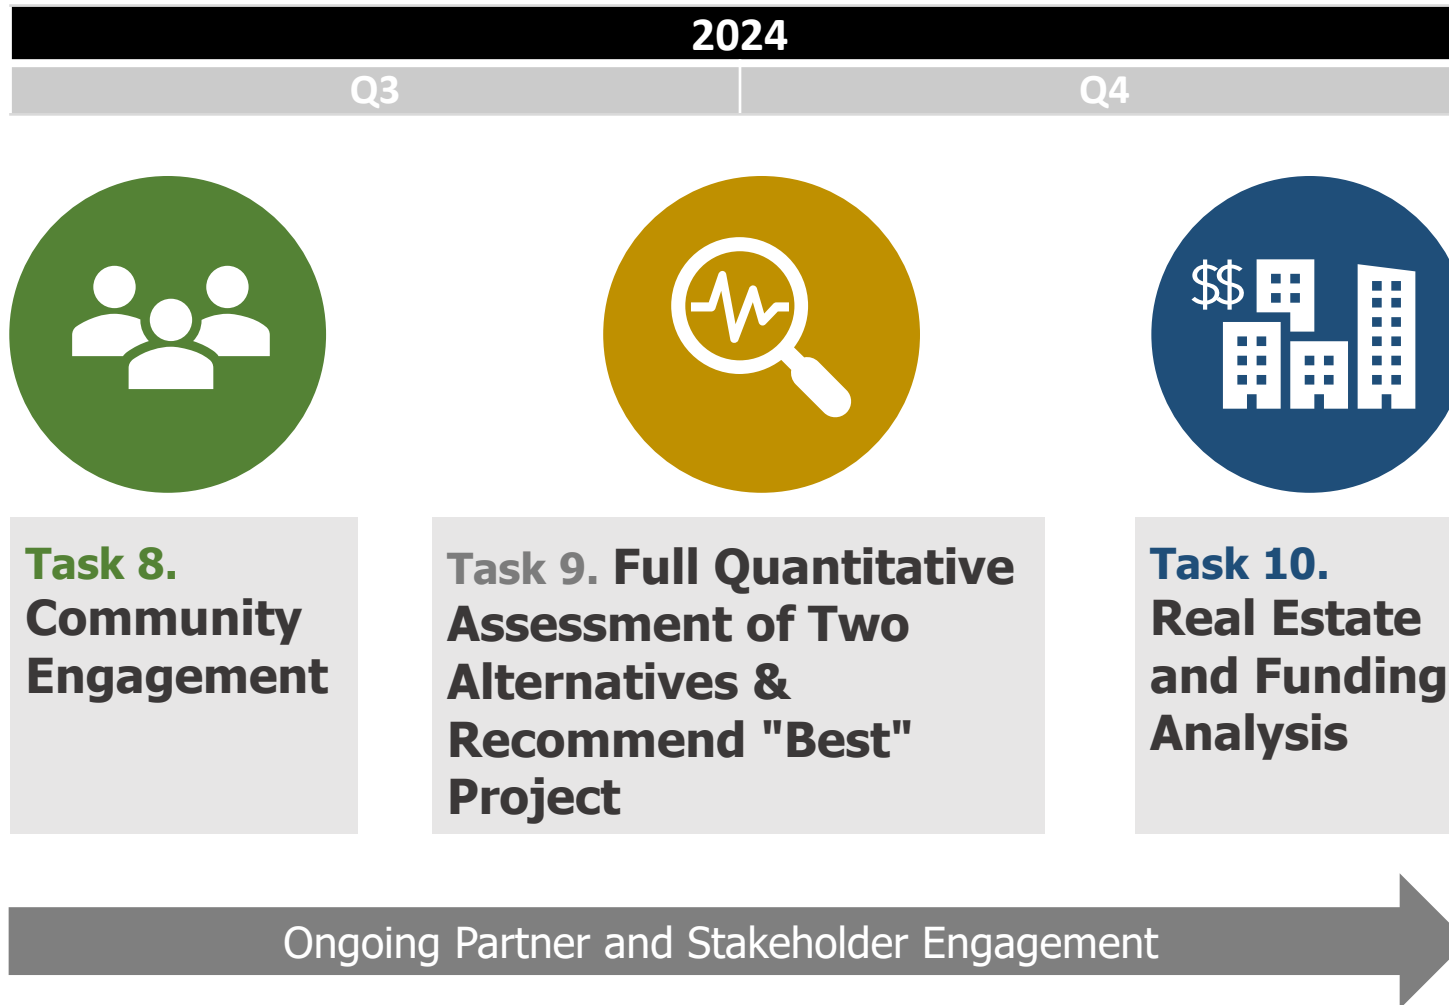 2024
Q3 Q4
$$
Task 8.
Community
Engagement
Task 9. Full Quantitative
Assessment of Two
Alternatives &
Recommend "Best"
Project
Task 10.
Real Estate
and Funding
Analysis
Ongoing Partner and Stakeholder Engagement